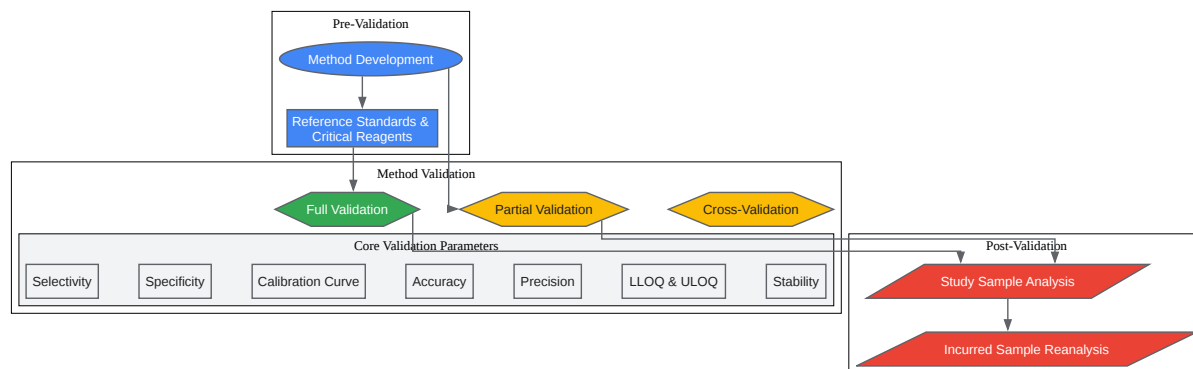 Pre-Validation
Method Development
Reference Standards &
Critical Reagents
Method Validation
Full Validation
Partial Validation
Cross-Validation
Core Validation Parameters
Selectivity
Specificity
Calibration Curve
Accuracy
Precision
LLOQ & ULOQ
Stability
Post-Validation
Study Sample Analysis
Incurred Sample Reanalysis